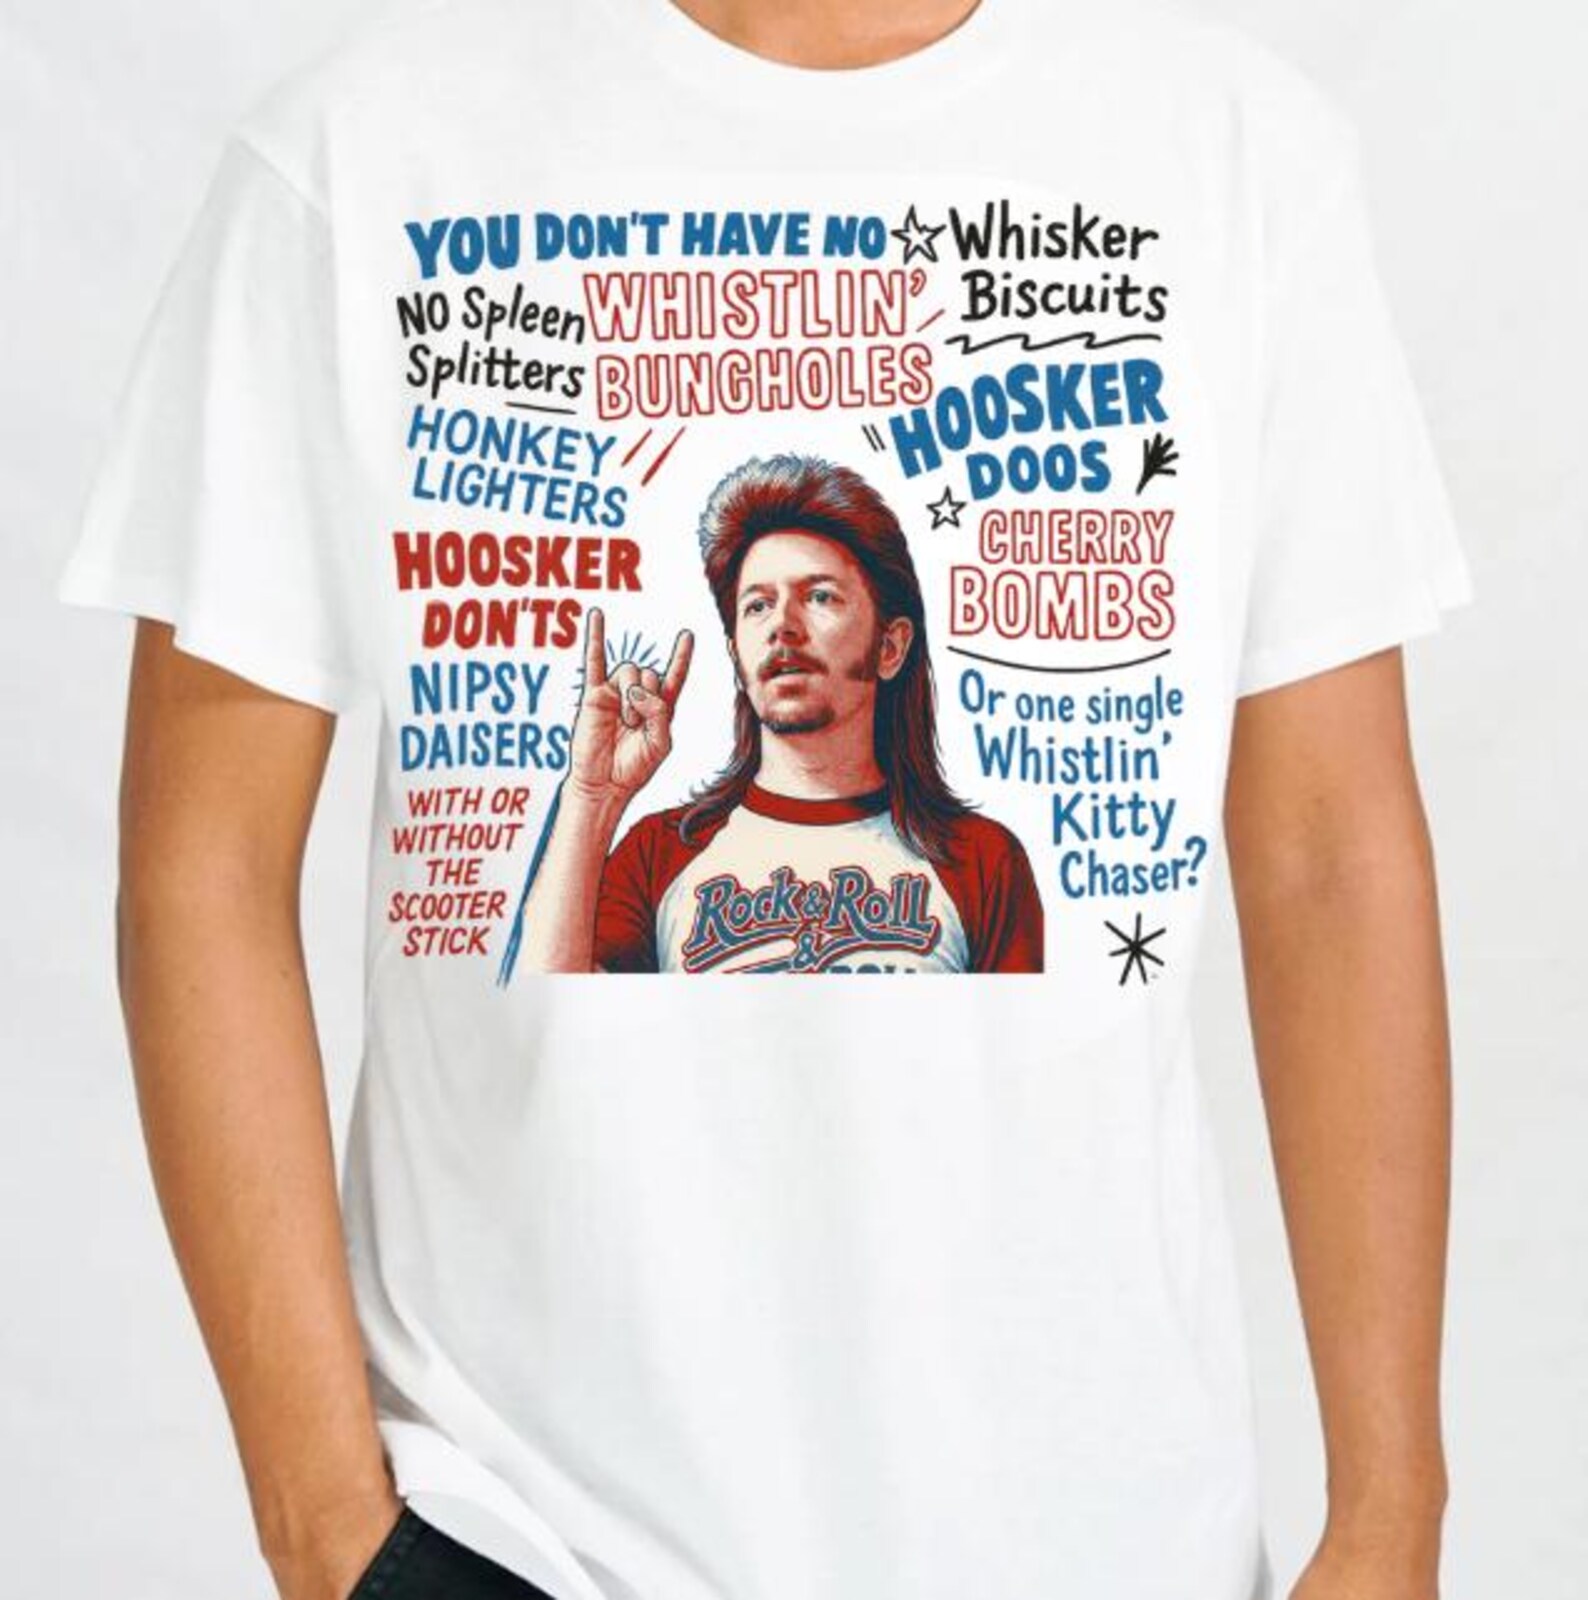 YOU DON'T HAVE NO
NO Spleen
Splitters
WHISTLIN'
BUNGHOLES
Whisker
Biscuits
HONKEY
LIGHTERS
HOOSKER
DOOS
HOOSKER
DON'TS
CHERRY
BOMBS
NIPSY
DAISERS
WITH OR
WITHOUT
THE
SCOOTER
STICK
Or one single
Whistlin'
Kitty
Chaser?
Rock & Roll
&